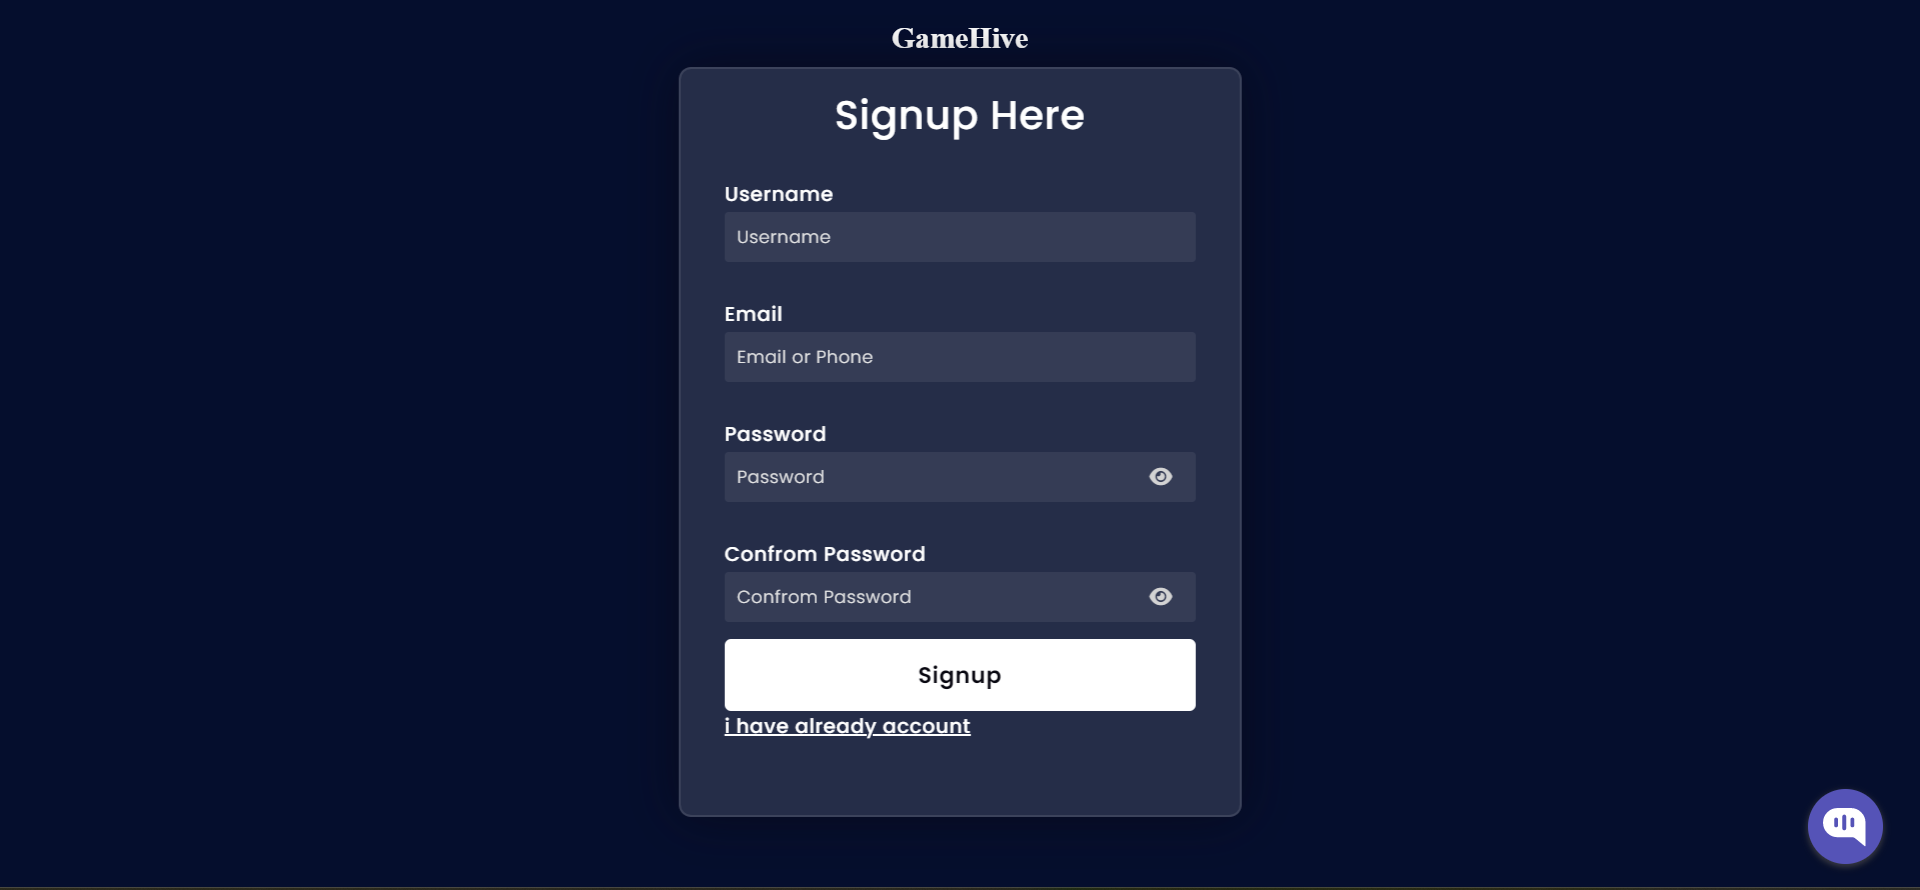 GameHive
Signup Here
Username
Username
Email
Email or Phone
Password
Password
Confrom Password
Confrom Password
Signup
i have already account